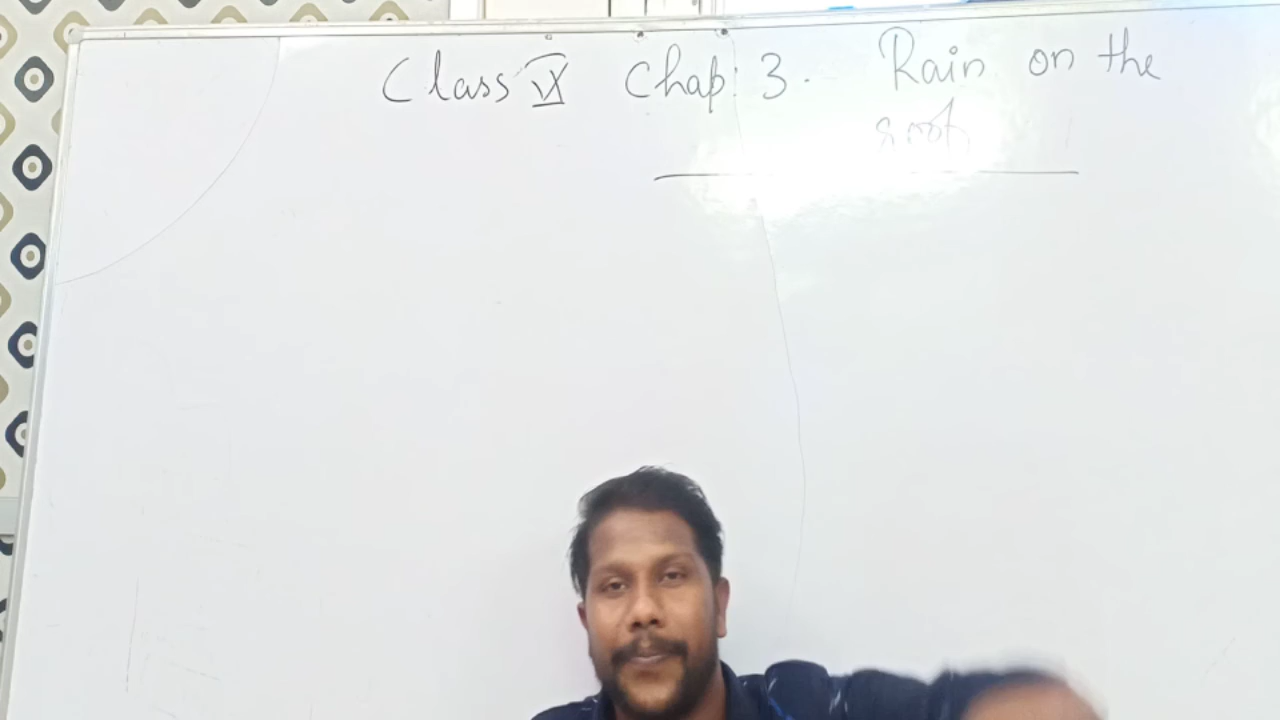 Class IX Chap: 3. Rain on the
roof